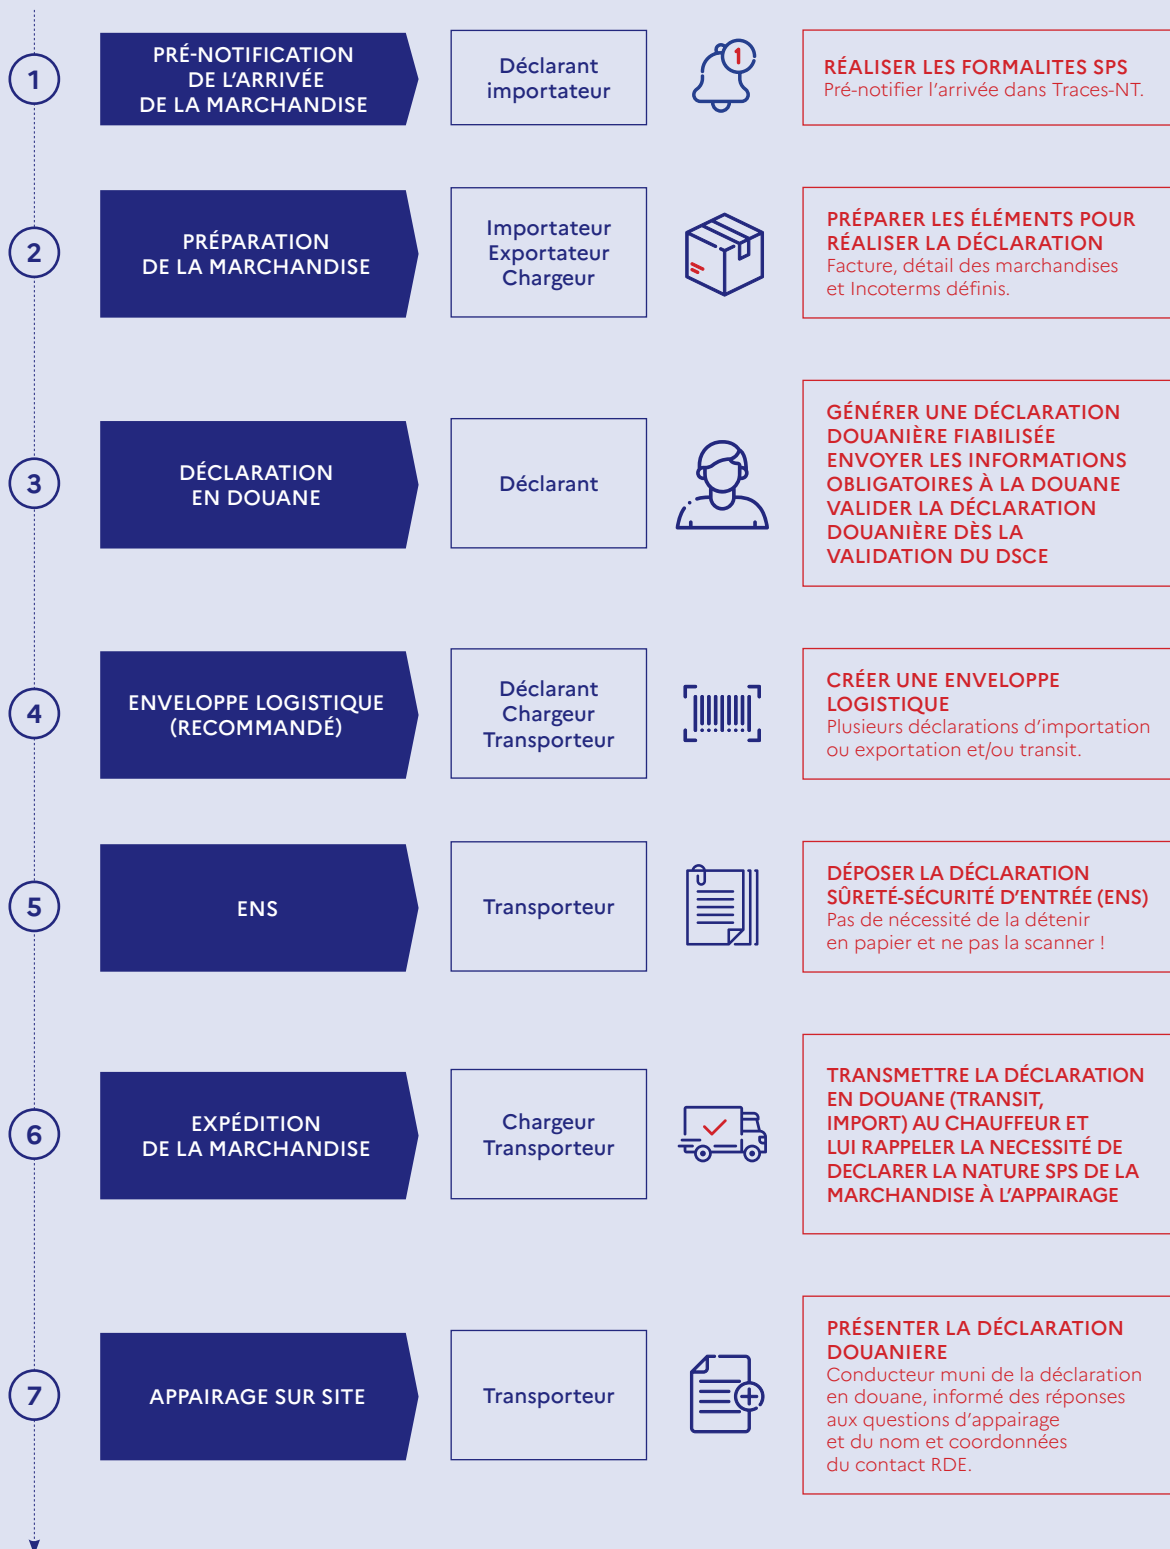 1
PRÉ-NOTIFICATION
DE L'ARRIVÉE
DE LA MARCHANDISE
Déclarant
importateur
1
RÉALISER LES FORMALITES SPS
Pré-notifier l'arrivée dans Traces-NT.
2
PRÉPARATION
DE LA MARCHANDISE
Importateur
Exportateur
Chargeur
PRÉPARER LES ÉLÉMENTS POUR
RÉALISER LA DÉCLARATION
Facture, détail des marchandises
et Incoterms définis.
3
DÉCLARATION
EN DOUANE
Déclarant
GÉNÉRER UNE DÉCLARATION
DOUANIÈRE FIABILISÉE
ENVOYER LES INFORMATIONS
OBLIGATOIRES À LA DOUANE
VALIDER LA DÉCLARATION
DOUANIÈRE DÈS LA
VALIDATION DU DSCE
4
ENVELOPPE LOGISTIQUE
(RECOMMANDÉ)
Déclarant
Chargeur
Transporteur
CRÉER UNE ENVELOPPE
LOGISTIQUE
Plusieurs déclarations d'importation
ou exportation et/ou transit.
5
ENS
Transporteur
DÉPOSER LA DÉCLARATION
SÛRETÉ-SÉCURITÉ D'ENTRÉE (ENS)
Pas de nécessité de la détenir
en papier et ne pas la scanner !
6
EXPÉDITION
DE LA MARCHANDISE
Chargeur
Transporteur
TRANSMETTRE LA DÉCLARATION
EN DOUANE (TRANSIT,
IMPORT) AU CHAUFFEUR ET
LUI RAPPELER LA NECESSITÉ DE
DECLARER LA NATURE SPS DE LA
MARCHANDISE À L'APPAIRAGE
7
APPAIRAGE SUR SITE
Transporteur
PRÉSENTER LA DÉCLARATION
DOUANIERE
Conducteur muni de la déclaration
en douane, informé des réponses
aux questions d'appairage
et du nom et coordonnées
du contact RDE.